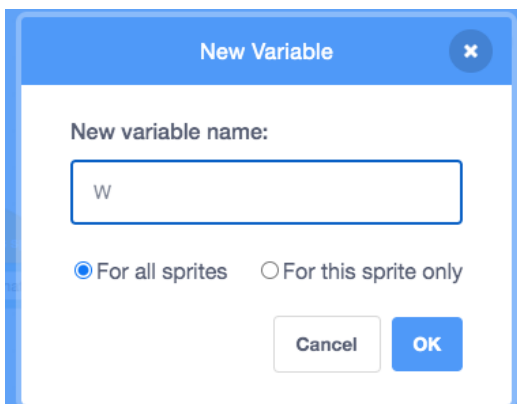 New Variable
New variable name:
W
For all sprites For this sprite only
Cancel OK